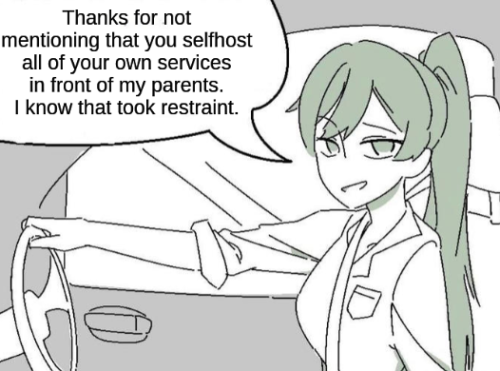 Thanks for not
mentioning that you selfhost
all of your own services
in front of my parents.
I know that took restraint.